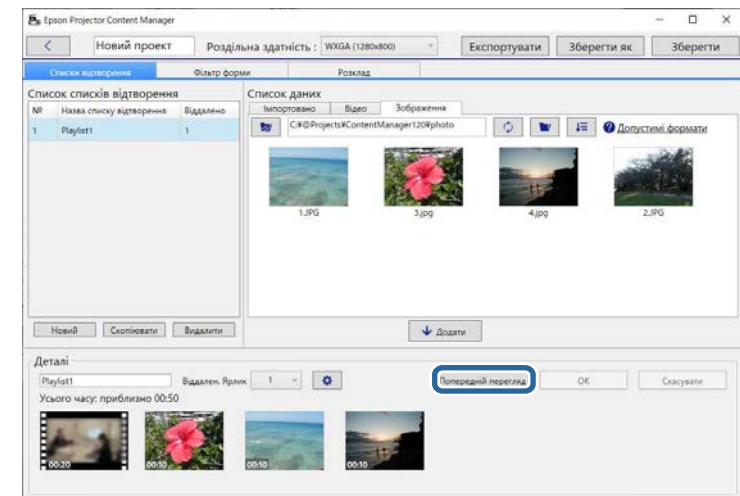 Epson Projector Content Manager
Новий проект Роздільна здатність : WXGA (1280x800) Експортувати Зберегти як Зберегти
Списки відтворення Фільтр форми Розклад
Список списків відтворення Список даних
№ Назва списку відтворення Віддалено Імпортовано Відео Зображення
1 Playlist1 1 C:¥@Projects¥ContentManager120¥photo Допустимі формати
1.JPG 3.jpg 4.jpg 2.JPG
Новий Скопіювати Видалити Додати
Деталі
Playlist1 Віддален. Ярлик 1 Попередній перегляд OK Скасувати
Усього часу: приблизно 00:50
00:20 00:10 00:10 00:10